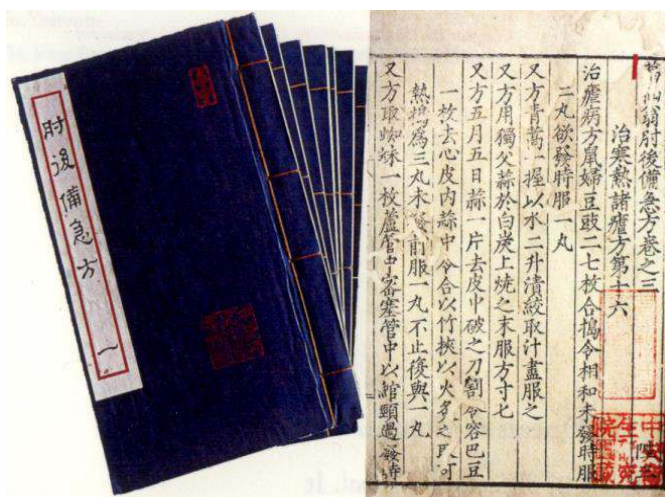 肘後備急方
一
葛仙翁肘後備急方卷之三
治寒熱諸瘧方第十六
治瘧病方鼠婦豆豉二七枚合搗令相和未發時服
二丸欲發時服一丸
又方青蒿一握以水二升漬絞取汁盡服之
又方用獨父蒜於白炭上燒之末服方寸七
又方五月五日蒜一片去皮中破之刀割令容巴豆
一枚去心皮內蒜中令合以竹挾以火炙之取可
熱搗爲三丸未發前服一丸不止復與一丸
又方取蜘蛛一枚蘆管中密塞管中以綰頸過發時